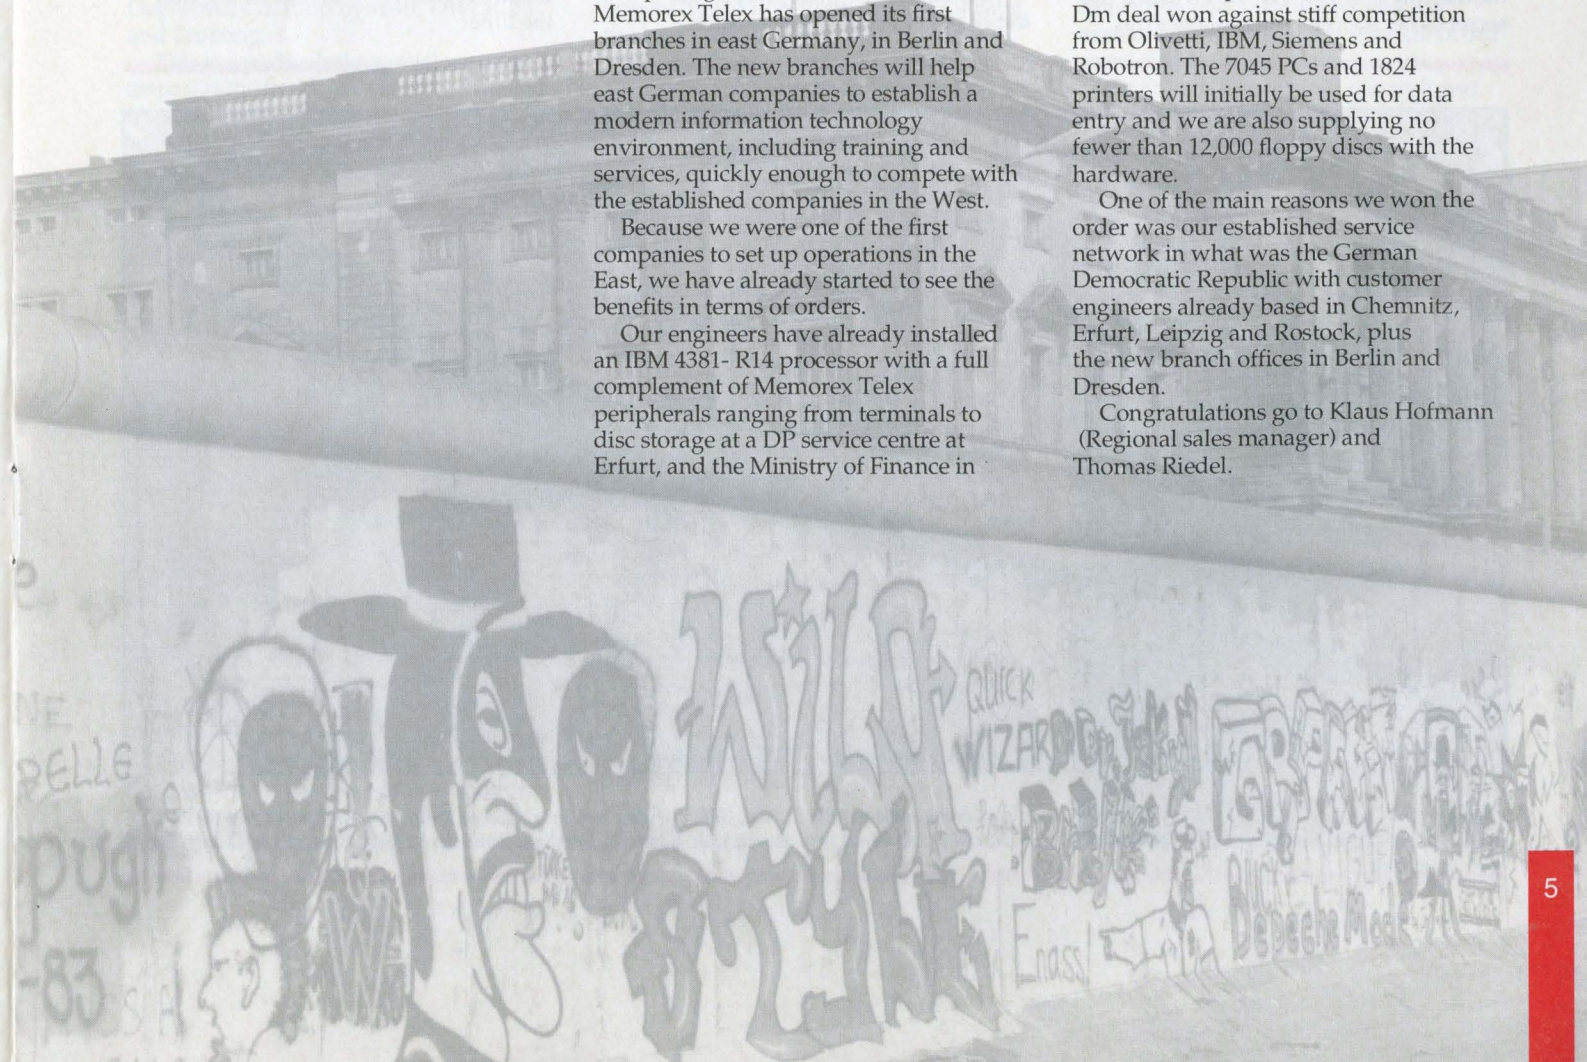 Memorex Telex has opened its first
branches in east Germany, in Berlin and
Dresden. The new branches will help
east German companies to establish a
modern information technology
environment, including training and
services, quickly enough to compete with
the established companies in the West.
Because we were one of the first
companies to set up operations in the
East, we have already started to see the
benefits in terms of orders.
Our engineers have already installed
an IBM 4381- R14 processor with a full
complement of Memorex Telex
peripherals ranging from terminals to
disc storage at a DP service centre at
Erfurt, and the Ministry of Finance in
Dm deal won against stiff competition
from Olivetti, IBM, Siemens and
Robotron. The 7045 PCs and 1824
printers will initially be used for data
entry and we are also supplying no
fewer than 12,000 floppy discs with the
hardware.
One of the main reasons we won the
order was our established service
network in what was the German
Democratic Republic with customer
engineers already based in Chemnitz,
Erfurt, Leipzig and Rostock, plus
the new branch offices in Berlin and
Dresden.
Congratulations go to Klaus Hofmann
(Regional sales manager) and
Thomas Riedel.
PELLE
ough
-83
WILD
STYLE
QUICK
WIZARD
Depeche Mode
5